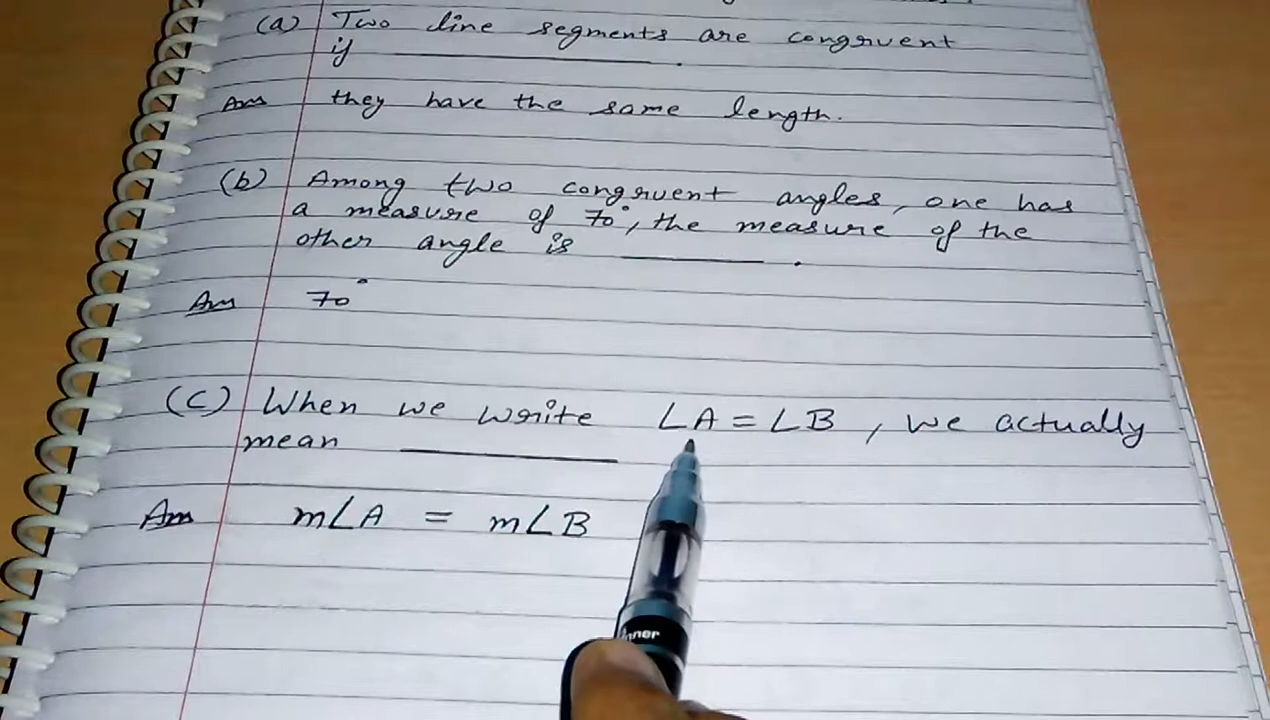 (a) Two line segments are congruent
if ________.
Ans they have the same length.
(b) Among two congruent angles, one has
a measure of 70°, the measure of the
other angle is ________.
Ans 70°
(c) When we write ∠A = ∠B, we actually
mean ________
Ans m∠A = m∠B
nner